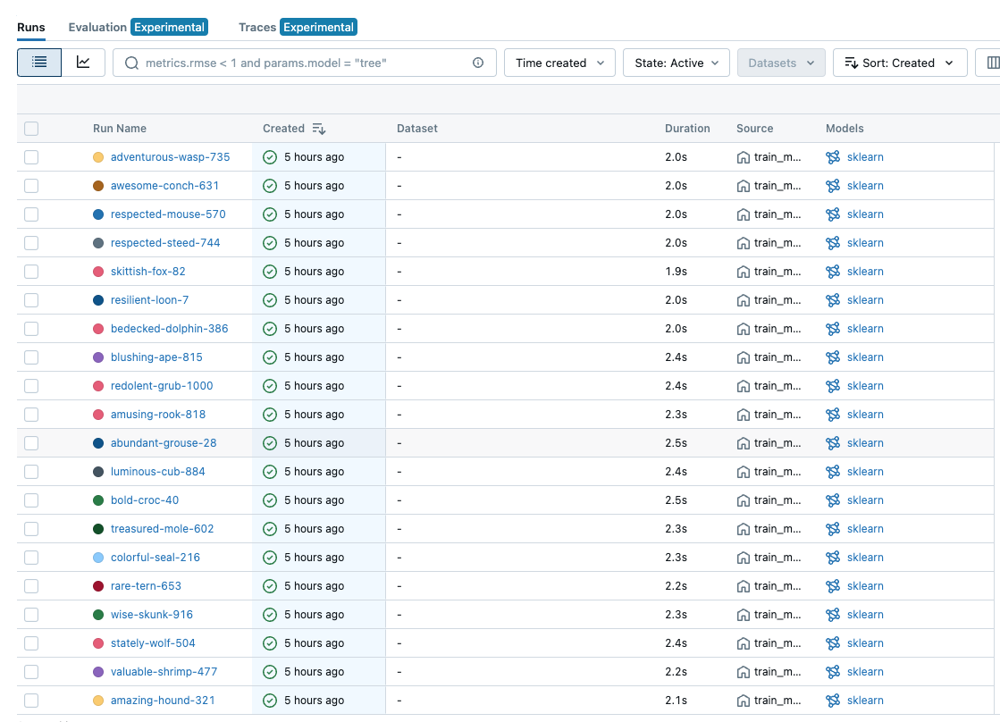 Runs Evaluation Experimental Traces Experimental
metrics.rmse < 1 and params.model = "tree" Time created State: Active Datasets Sort: Created
Run Name Created Dataset Duration Source Models
adventurous-wasp-735 5 hours ago - 2.0s train_m... sklearn
awesome-conch-631 5 hours ago - 2.0s train_m... sklearn
respected-mouse-570 5 hours ago - 2.0s train_m... sklearn
respected-steed-744 5 hours ago - 2.0s train_m... sklearn
skittish-fox-82 5 hours ago - 1.9s train_m... sklearn
resilient-loon-7 5 hours ago - 2.0s train_m... sklearn
bedecked-dolphin-386 5 hours ago - 2.0s train_m... sklearn
blushing-ape-815 5 hours ago - 2.4s train_m... sklearn
redolent-grub-1000 5 hours ago - 2.4s train_m... sklearn
amusing-rook-818 5 hours ago - 2.3s train_m... sklearn
abundant-grouse-28 5 hours ago - 2.5s train_m... sklearn
luminous-cub-884 5 hours ago - 2.4s train_m... sklearn
bold-croc-40 5 hours ago - 2.5s train_m... sklearn
treasured-mole-602 5 hours ago - 2.3s train_m... sklearn
colorful-seal-216 5 hours ago - 2.3s train_m... sklearn
rare-tern-653 5 hours ago - 2.2s train_m... sklearn
wise-skunk-916 5 hours ago - 2.3s train_m... sklearn
stately-wolf-504 5 hours ago - 2.4s train_m... sklearn
valuable-shrimp-477 5 hours ago - 2.2s train_m... sklearn
amazing-hound-321 5 hours ago - 2.1s train_m... sklearn